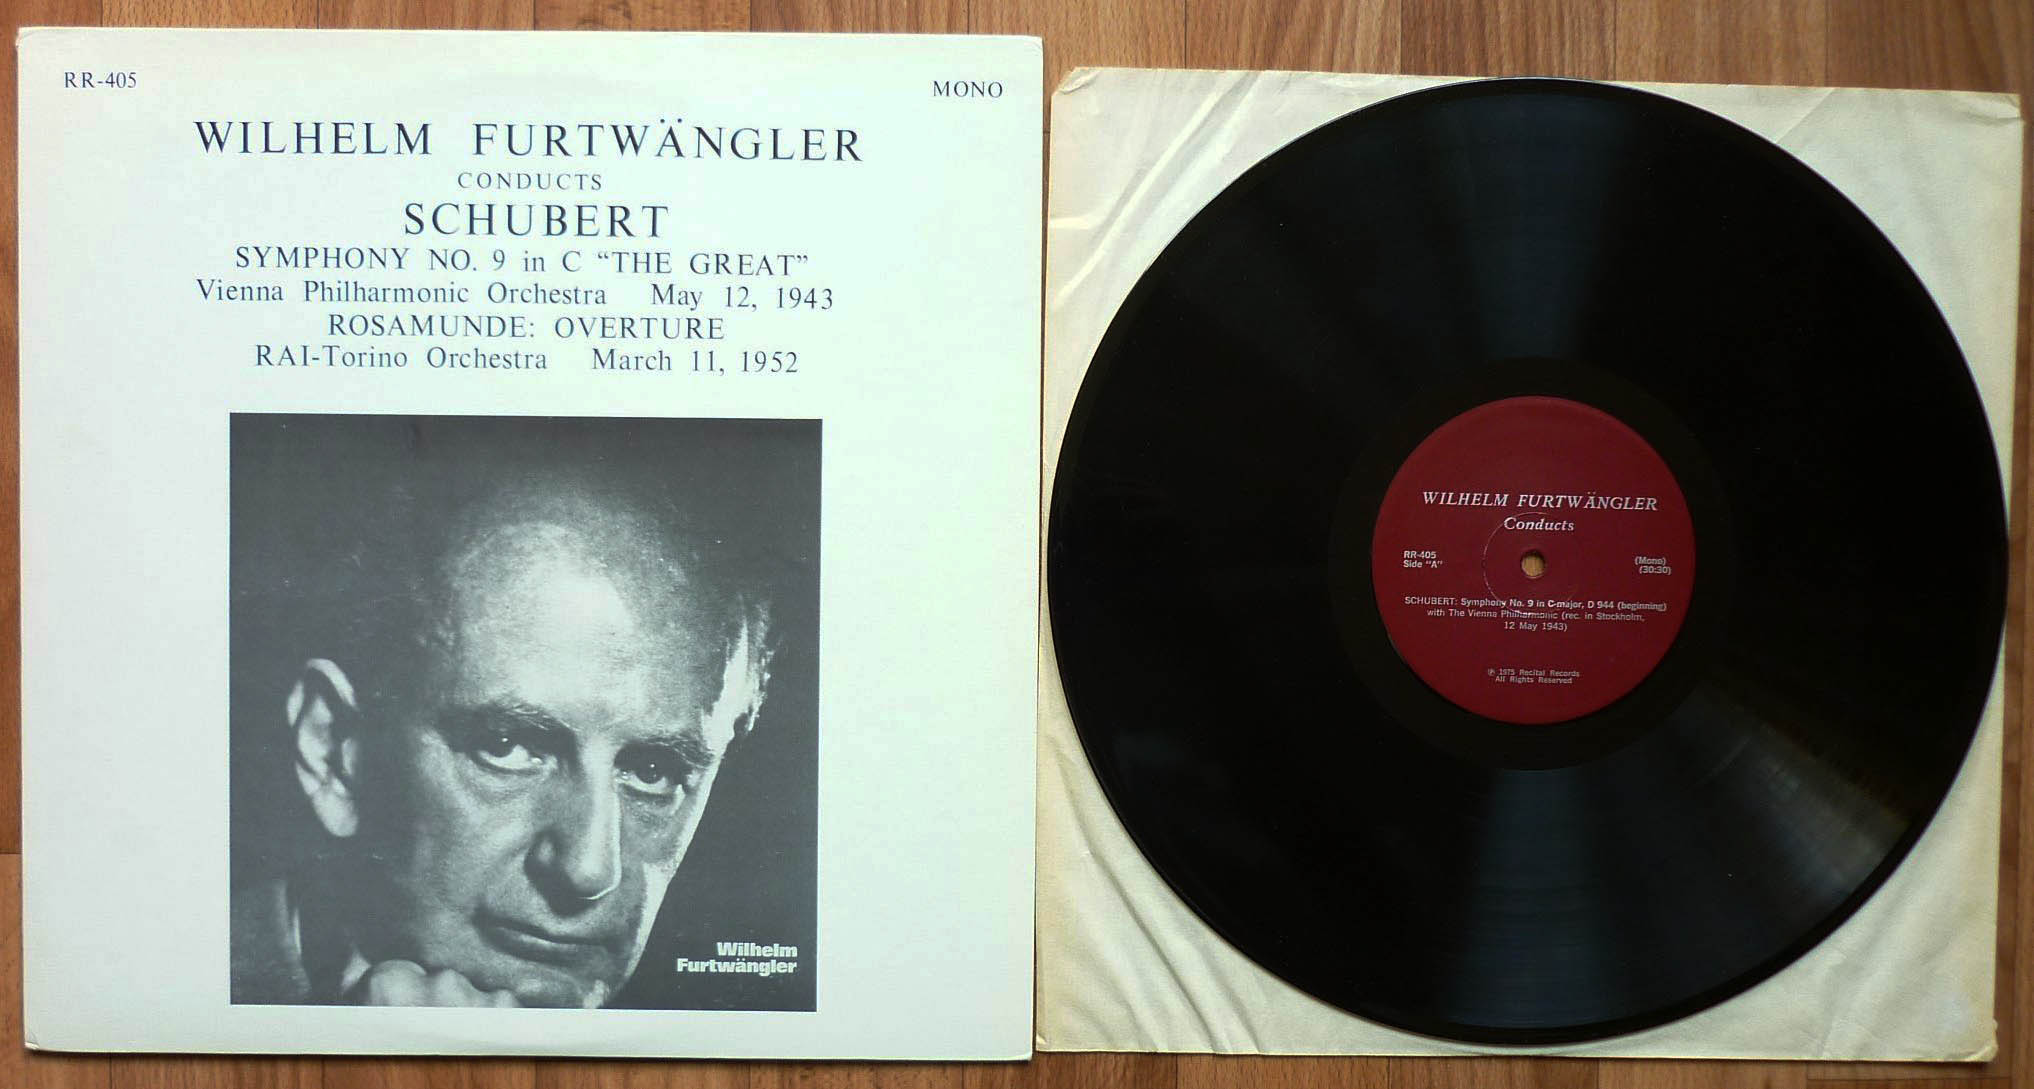 RR-405
MONO
WILHELM FURTWÄNGLER
CONDUCTS
SCHUBERT
SYMPHONY NO. 9 in C “THE GREAT”
Vienna Philharmonic Orchestra May 12, 1943
ROSAMUNDE: OVERTURE
RAI-Torino Orchestra March 11, 1952
Wilhelm
Furtwängler
WILHELM FURTWÄNGLER
Conducts
RR-405
Side "A"
(Mono)
(30:30)
SCHUBERT: Symphony No. 9 in C-major, D 944 (beginning)
with The Vienna Philharmonic (rec. in Stockholm,
12 May 1943)
℗ 1975 Recital Records
All Rights Reserved